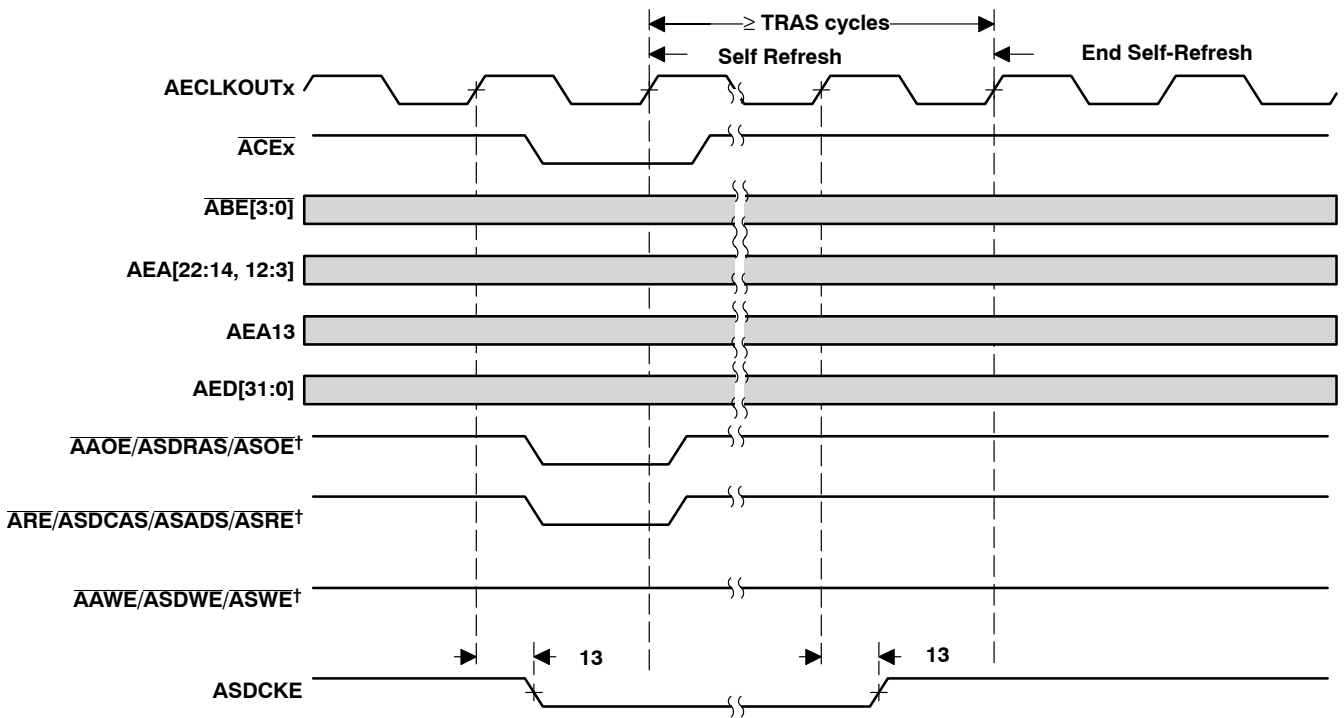 ≥ TRAS cycles
Self Refresh
End Self-Refresh
AECLKOUTx
ACEx
ABE[3:0]
AEA[22:14, 12:3]
AEA13
AED[31:0]
AAOE/ASDRAS/ASOE†
ARE/ASDCAS/ASADS/ASRE†
AAWE/ASDWE/ASWE†
13
13
ASDCKE